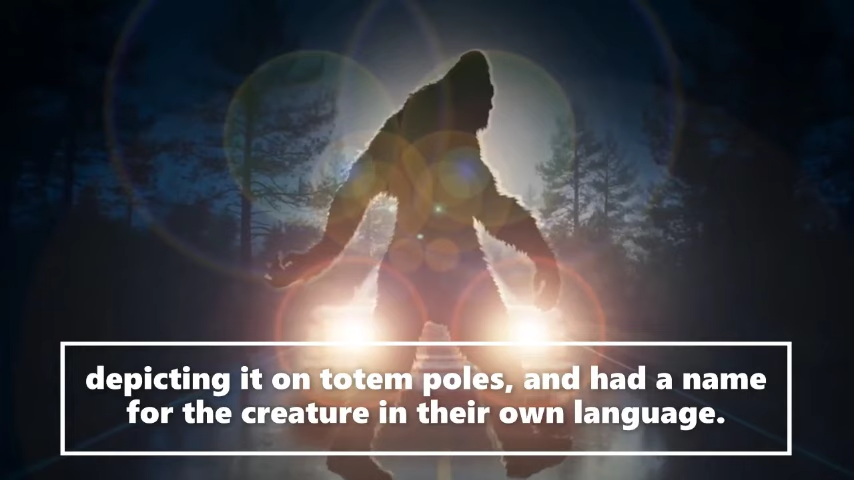 depicting it on totem poles, and had a name
for the creature in their own language.